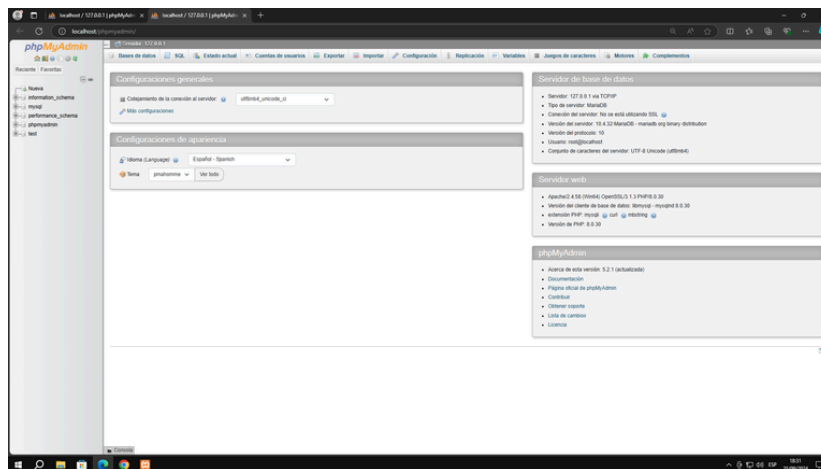 localhost / 127.0.0.1 | phpMyAdmin
localhost / 127.0.0.1 | phpMyAdmin
localhost/phpmyadmin/
phpMyAdmin
Reciente Favoritas
Nueva
information_schema
mysql
performance_schema
phpmyadmin
test
Servidor: 127.0.0.1
Bases de datos SQL Estado actual Cuentas de usuarios Exportar Importar Configuración Replicación Variables Juegos de caracteres Motores Complementos
Configuraciones generales
Cotejamiento de la conexión al servidor: utf8mb4_unicode_ci
Más configuraciones
Configuraciones de apariencia
Idioma (Language) Español - Spanish
Tema pmahomme Ver todo
Servidor de base de datos
Servidor: 127.0.0.1 via TCP/IP
Tipo de servidor: MariaDB
Conexión del servidor: No se está utilizando SSL
Versión del servidor: 10.4.32-MariaDB - mariadb.org binary distribution
Versión del protocolo: 10
Usuario: root@localhost
Conjunto de caracteres del servidor: UTF-8 Unicode (utf8mb4)
Servidor web
Apache/2.4.58 (Win64) OpenSSL/3.1.3 PHP/8.0.30
Versión del cliente de base de datos: libmysql - mysqlnd 8.0.30
extensión PHP: mysqli curl mbstring
Versión de PHP: 8.0.30
phpMyAdmin
Acerca de esta versión: 5.2.1 (actualizada)
Documentación
Página oficial de phpMyAdmin
Contribuir
Obtener soporte
Lista de cambios
Licencia
Consola
ESP
18:31